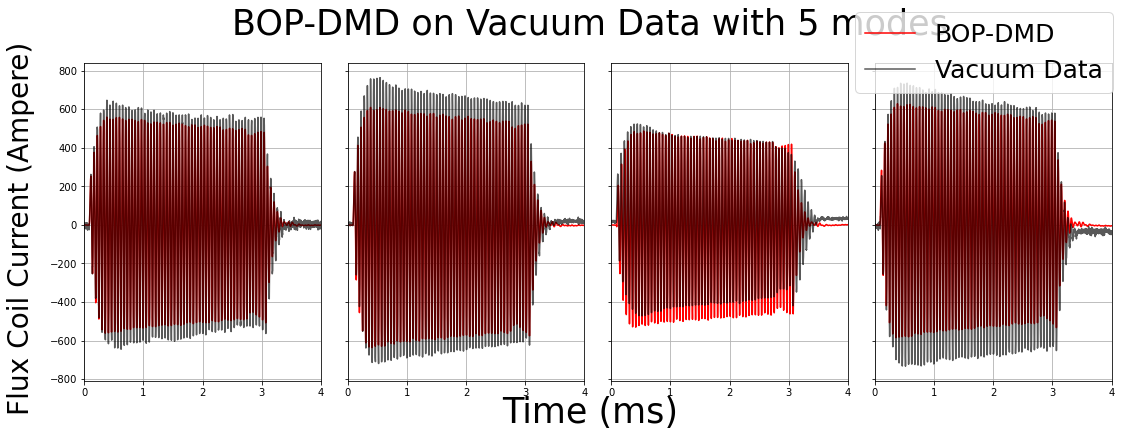 BOP-DMD on Vacuum Data with 5 modes
BOP-DMD
Vacuum Data
Flux Coil Current (Ampere)
800
600
400
200
0
−200
−400
−600
−800
0 1 2 3 4
0 1 2 3 4
0 1 2 3 4
0 1 2 3 4
Time (ms)